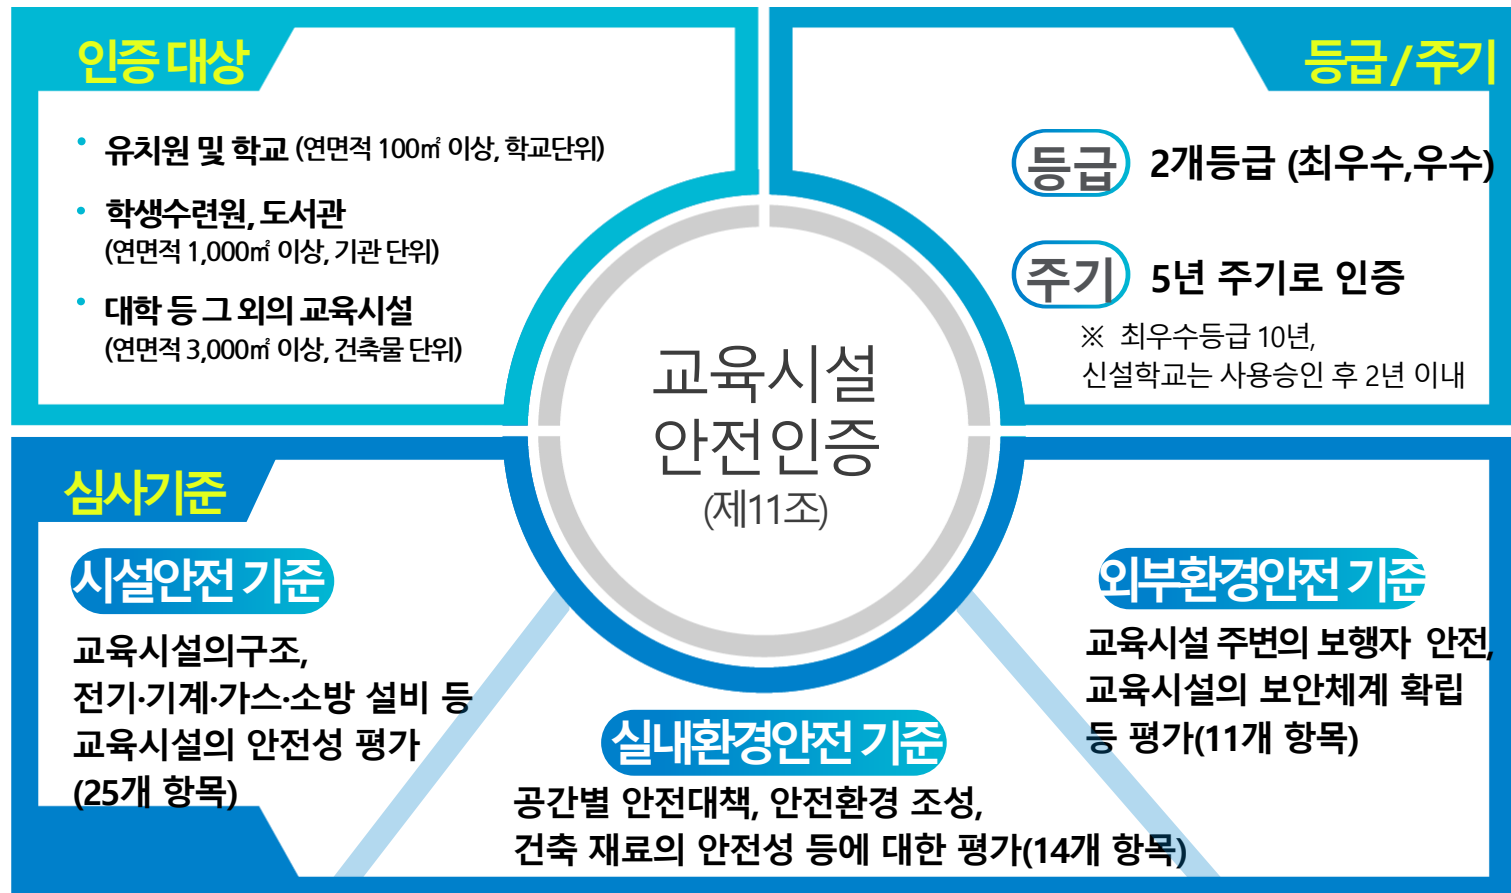 인증 대상
• 유치원 및 학교 (연면적 100㎡ 이상, 학교단위)
• 학생수련원, 도서관
(연면적 1,000㎡ 이상, 기관 단위)
• 대학 등 그 외의 교육시설
(연면적 3,000㎡ 이상, 건축물 단위)
등급 / 주기
등급 2개등급 (최우수,우수)
주기 5년 주기로 인증
※ 최우수등급 10년,
신설학교는 사용승인 후 2년 이내
교육시설
안전인증
(제11조)
심사기준
시설안전 기준
교육시설의구조,
전기·기계·가스·소방 설비 등
교육시설의 안전성 평가
(25개 항목)
실내환경안전 기준
공간별 안전대책, 안전환경 조성,
건축 재료의 안전성 등에 대한 평가(14개 항목)
외부환경안전 기준
교육시설 주변의 보행자 안전,
교육시설의 보안체계 확립
등 평가(11개 항목)